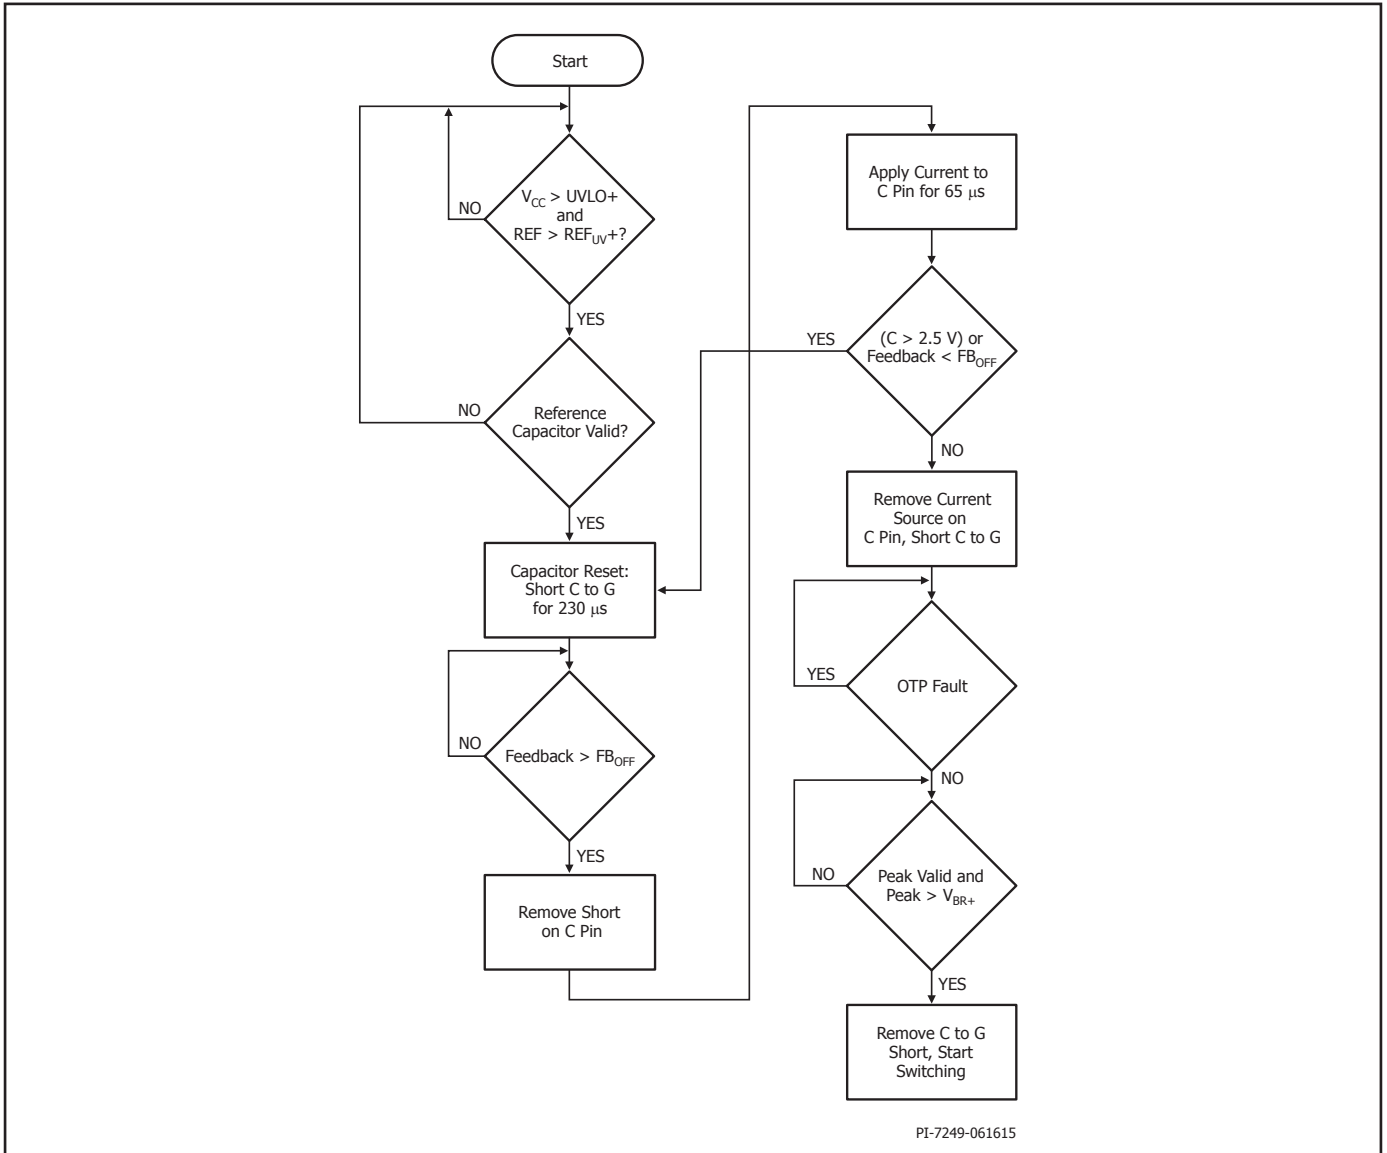 Start
V_CC > UVLO+
and
REF > REF_UV+?
NO
YES
Reference
Capacitor Valid?
NO
YES
Capacitor Reset:
Short C to G
for 230 μs
Feedback > FB_OFF
NO
YES
Remove Short
on C Pin
Apply Current to
C Pin for 65 μs
(C > 2.5 V) or
Feedback < FB_OFF
YES
NO
Remove Current
Source on
C Pin, Short C to G
OTP Fault
YES
NO
Peak Valid and
Peak > V_BR+
NO
YES
Remove C to G
Short, Start
Switching
PI-7249-061615